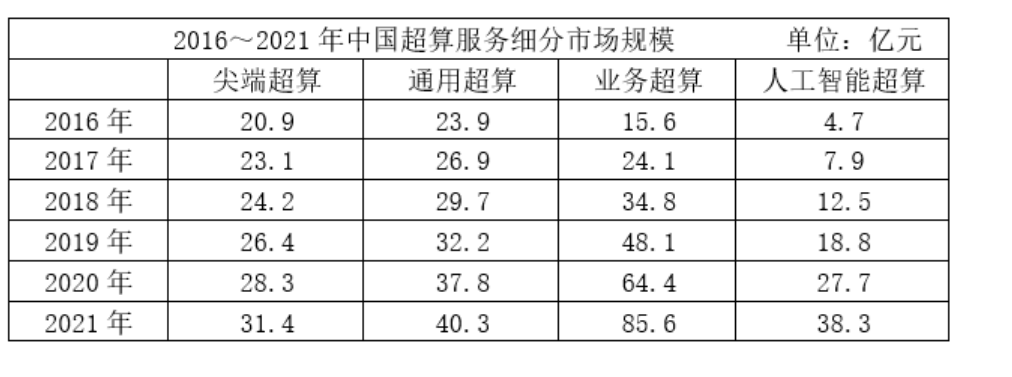 2016～2021 年中国超算服务细分市场规模 单位：亿元
尖端超算 通用超算 业务超算 人工智能超算
2016 年 20.9 23.9 15.6 4.7
2017 年 23.1 26.9 24.1 7.9
2018 年 24.2 29.7 34.8 12.5
2019 年 26.4 32.2 48.1 18.8
2020 年 28.3 37.8 64.4 27.7
2021 年 31.4 40.3 85.6 38.3